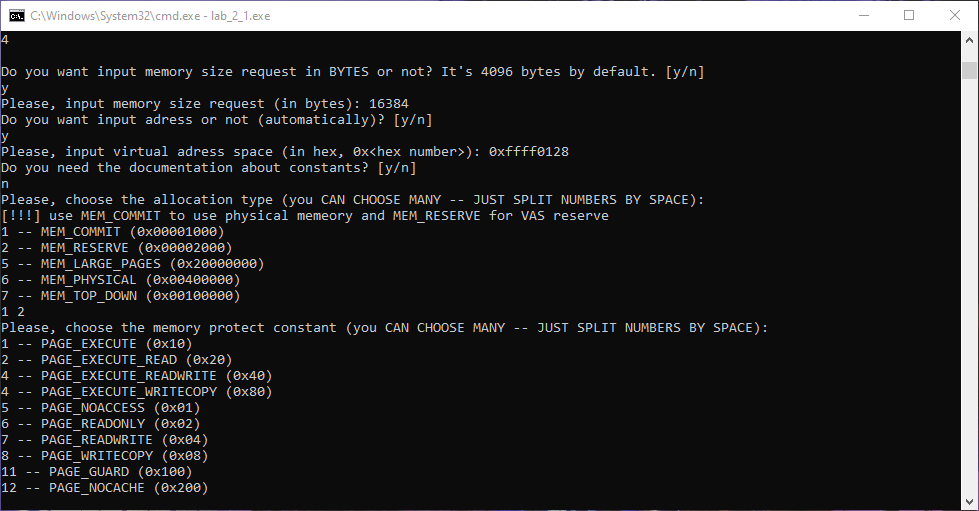 C:\Windows\System32\cmd.exe - lab_2_1.exe
4
Do you want input memory size request in BYTES or not? It's 4096 bytes by default. [y/n]
y
Please, input memory size request (in bytes): 16384
Do you want input adress or not (automatically)? [y/n]
y
Please, input virtual adress space (in hex, 0x<hex number>): 0xffff0128
Do you need the documentation about constants? [y/n]
n
Please, choose the allocation type (you CAN CHOOSE MANY -- JUST SPLIT NUMBERS BY SPACE):
[!!!] use MEM_COMMIT to use physical memeory and MEM_RESERVE for VAS reserve
1 -- MEM_COMMIT (0x00001000)
2 -- MEM_RESERVE (0x00002000)
5 -- MEM_LARGE_PAGES (0x20000000)
6 -- MEM_PHYSICAL (0x00400000)
7 -- MEM_TOP_DOWN (0x00100000)
1 2
Please, choose the memory protect constant (you CAN CHOOSE MANY -- JUST SPLIT NUMBERS BY SPACE):
1 -- PAGE_EXECUTE (0x10)
2 -- PAGE_EXECUTE_READ (0x20)
4 -- PAGE_EXECUTE_READWRITE (0x40)
4 -- PAGE_EXECUTE_WRITECOPY (0x80)
5 -- PAGE_NOACCESS (0x01)
6 -- PAGE_READONLY (0x02)
7 -- PAGE_READWRITE (0x04)
8 -- PAGE_WRITECOPY (0x08)
11 -- PAGE_GUARD (0x100)
12 -- PAGE_NOCACHE (0x200)